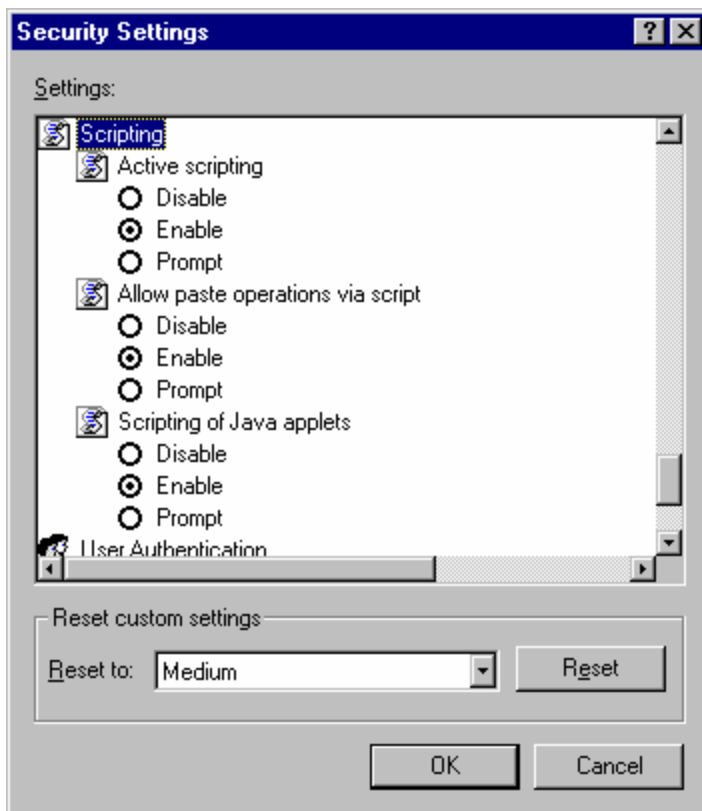 Security Settings
Settings:
Scripting
Active scripting
Disable
Enable
Prompt
Allow paste operations via script
Disable
Enable
Prompt
Scripting of Java applets
Disable
Enable
Prompt
User Authentication
Reset custom settings
Reset to: Medium Reset
OK Cancel